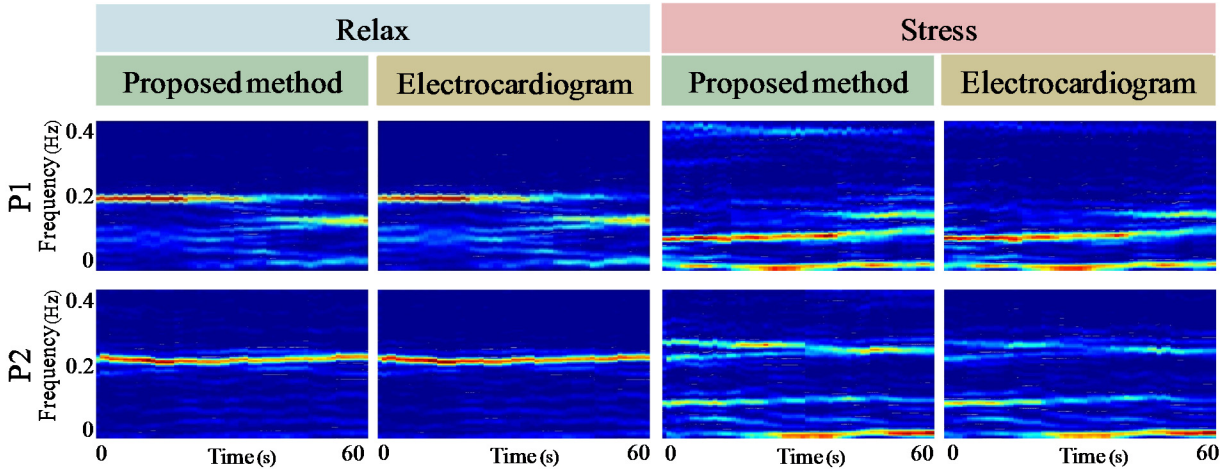 Relax Stress
Proposed method Electrocardiogram Proposed method Electrocardiogram
P1
Frequency (Hz)
0.4
0.2
0
P2
Frequency (Hz)
0.4
0.2
0
0 Time (s) 60 0 Time (s) 60 0 Time (s) 60 0 Time (s) 60